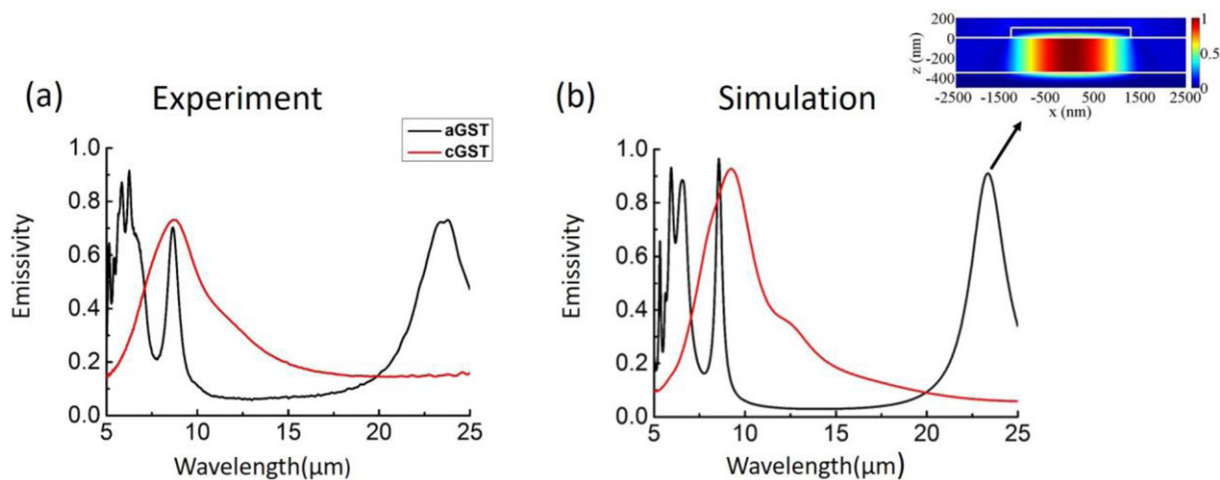 (a) Experiment
aGST
cGST
1.0
0.8
0.6
0.4
0.2
0.0
Emissivity
5
10
15
20
25
Wavelength(μm)
(b) Simulation
1.0
0.8
0.6
0.4
0.2
0.0
Emissivity
5
10
15
20
25
Wavelength(μm)
200
0
-200
-400
z (nm)
-2500 -1500 -500 500 1500 2500
x (nm)
1
0.5
0